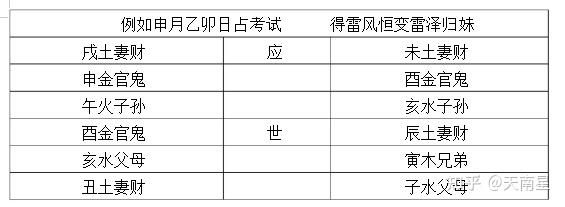 例如申月乙卯日占考试 得雷风恒变雷泽归妹
戌土妻财 应 未土妻财
申金官鬼 酉金官鬼
午火子孙 亥水子孙
酉金官鬼 世 辰土妻财
亥水父母 寅木兄弟
丑土妻财 子水父母
知乎 @天南星